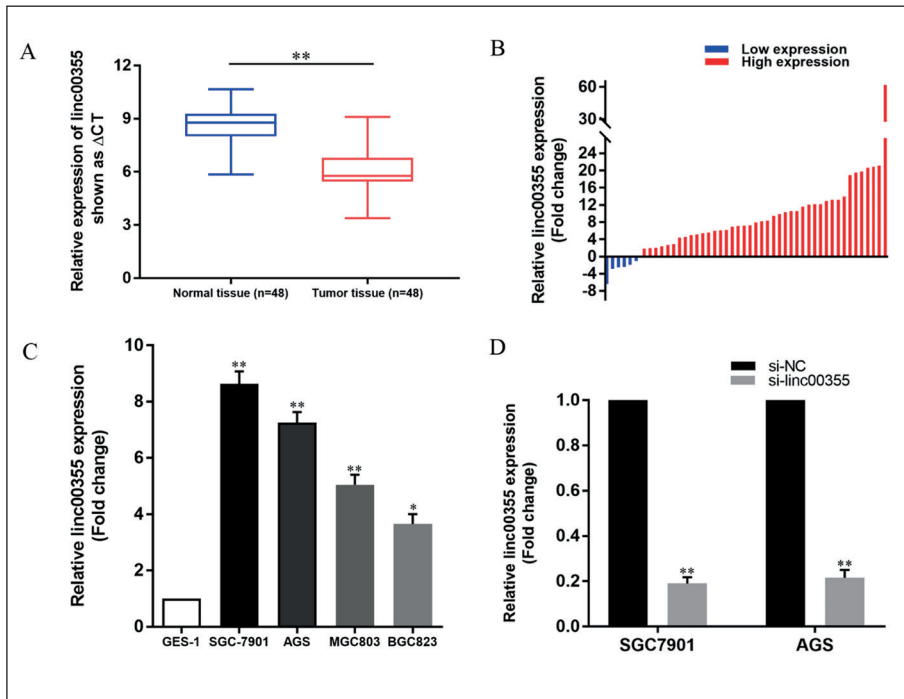 A
Relative expression of linc00355
shown as ΔCT
12
9
6
3
0
**
Normal tissue (n=48)
Tumor tissue (n=48)
B
Low expression
High expression
Relative linc00355 expression
(Fold change)
60
30
20
16
12
8
4
0
-4
-8
C
Relative linc00355 expression
(Fold change)
10
8
6
4
2
0
**
**
**
*
GES-1
SGC-7901
AGS
MGC803
BGC823
D
si-NC
si-linc00355
Relative linc00355 expression
(Fold change)
1.0
0.8
0.6
0.4
0.2
0.0
**
**
SGC7901
AGS